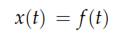 x(t) = f(t)